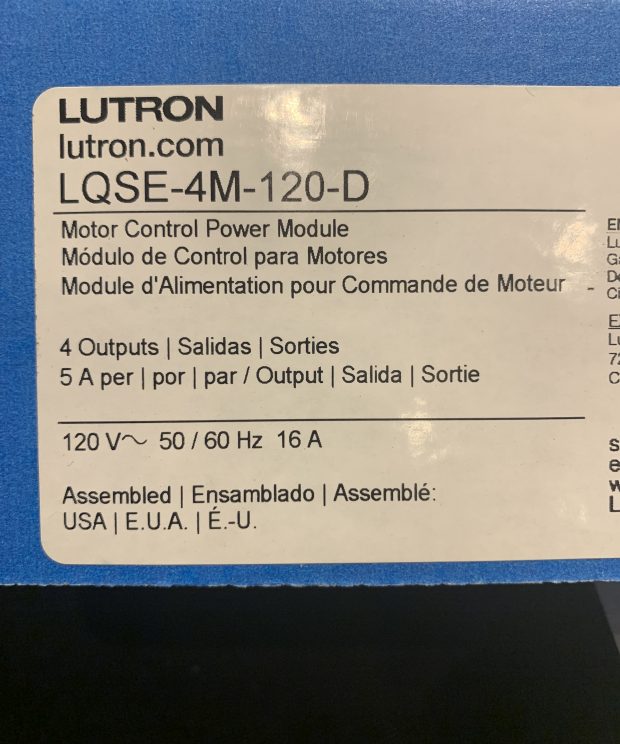 LUTRON
lutron.com
LQSE-4M-120-D
Motor Control Power Module
Módulo de Control para Motores
Module d'Alimentation pour Commande de Moteur
4 Outputs | Salidas | Sorties
5 A per | por | par / Output | Salida | Sortie
120 V~ 50 / 60 Hz 16 A
Assembled | Ensamblado | Assemblé:
USA | E.U.A. | É.-U.